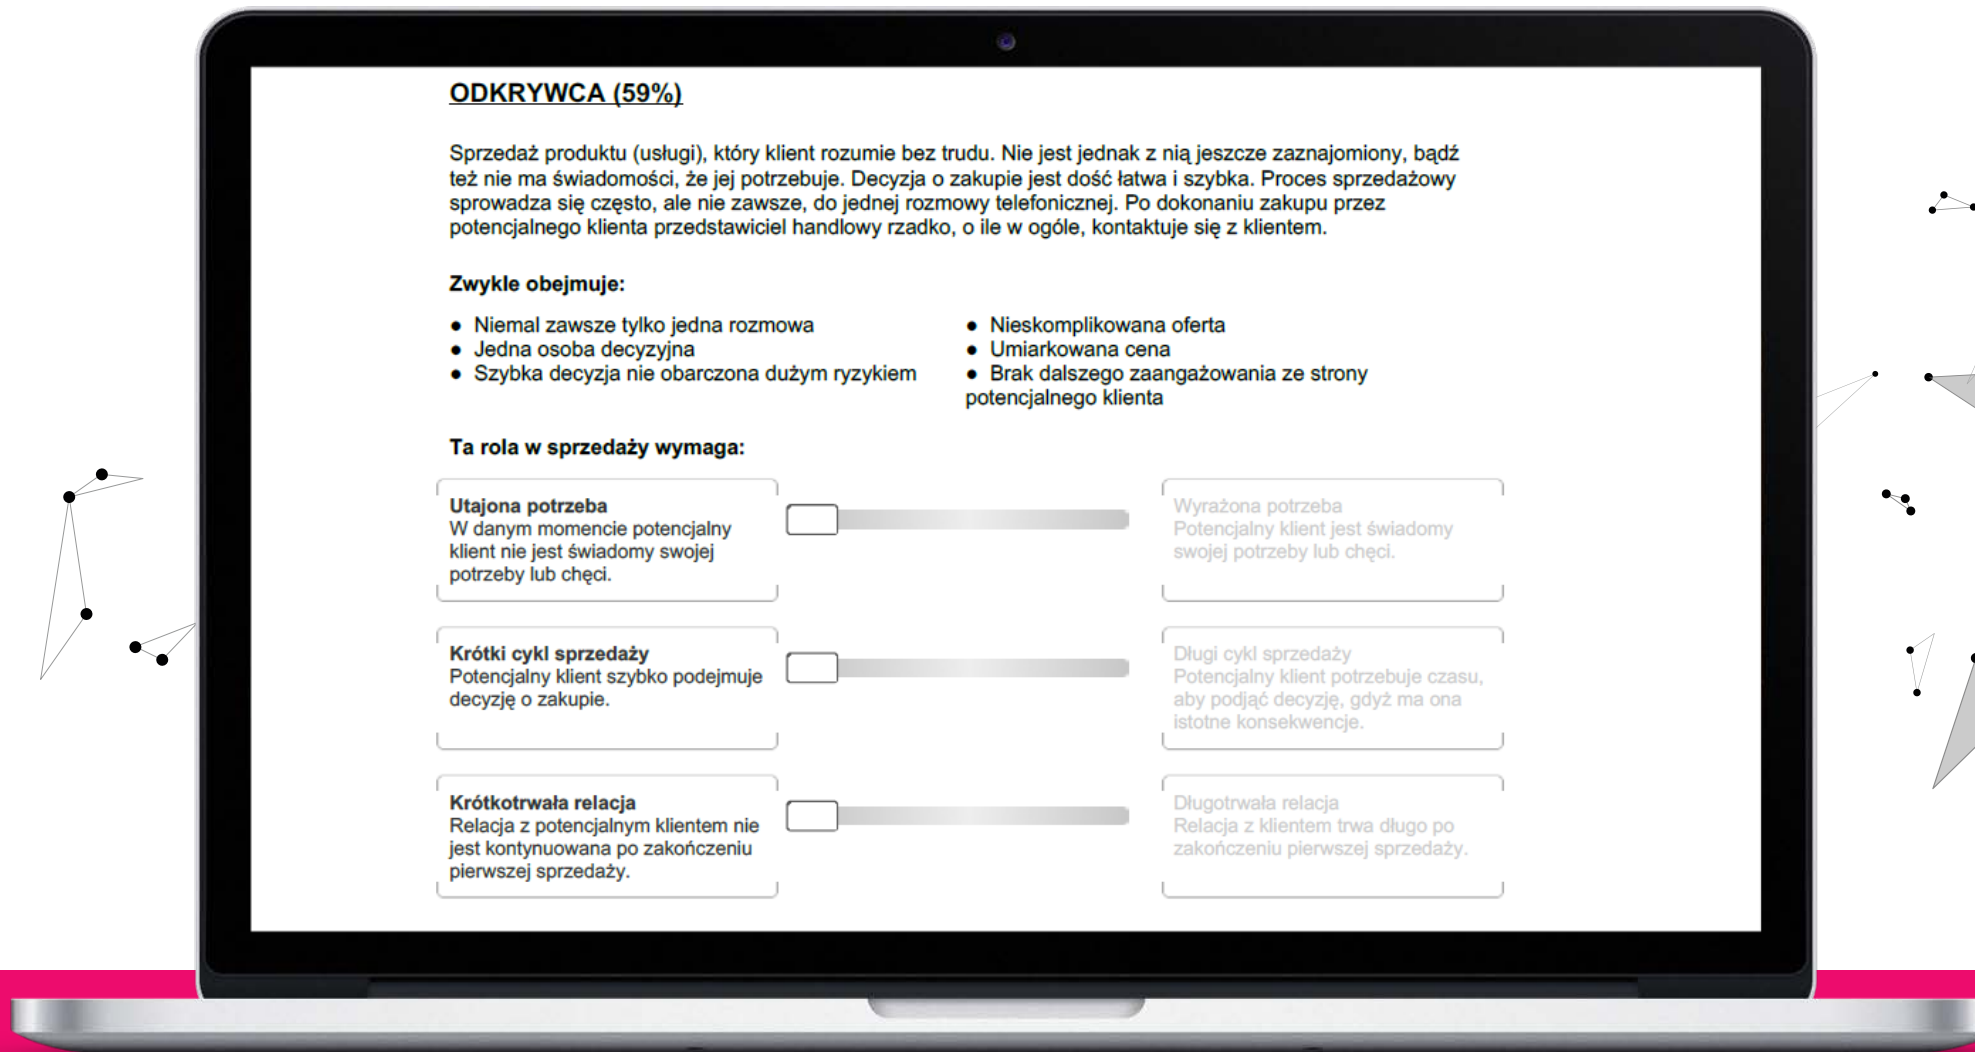 ODKRYWCA (59%)
Sprzedaż produktu (usługi), który klient rozumie bez trudu. Nie jest jednak z nią jeszcze zaznajomiony, bądź
też nie ma świadomości, że jej potrzebuje. Decyzja o zakupie jest dość łatwa i szybka. Proces sprzedażowy
sprowadza się często, ale nie zawsze, do jednej rozmowy telefonicznej. Po dokonaniu zakupu przez
potencjalnego klienta przedstawiciel handlowy rzadko, o ile w ogóle, kontaktuje się z klientem.
Zwykle obejmuje:
● Niemal zawsze tylko jedna rozmowa
● Jedna osoba decyzyjna
● Szybka decyzja nie obarczona dużym ryzykiem
● Nieskomplikowana oferta
● Umiarkowana cena
● Brak dalszego zaangażowania ze strony
potencjalnego klienta
Ta rola w sprzedaży wymaga:
Utajona potrzeba
W danym momencie potencjalny
klient nie jest świadomy swojej
potrzeby lub chęci.
Wyrażona potrzeba
Potencjalny klient jest świadomy
swojej potrzeby lub chęci.
Krótki cykl sprzedaży
Potencjalny klient szybko podejmuje
decyzję o zakupie.
Długi cykl sprzedaży
Potencjalny klient potrzebuje czasu,
aby podjąć decyzję, gdyż ma ona
istotne konsekwencje.
Krótkotrwała relacja
Relacja z potencjalnym klientem nie
jest kontynuowana po zakończeniu
pierwszej sprzedaży.
Długotrwała relacja
Relacja z klientem trwa długo po
zakończeniu pierwszej sprzedaży.